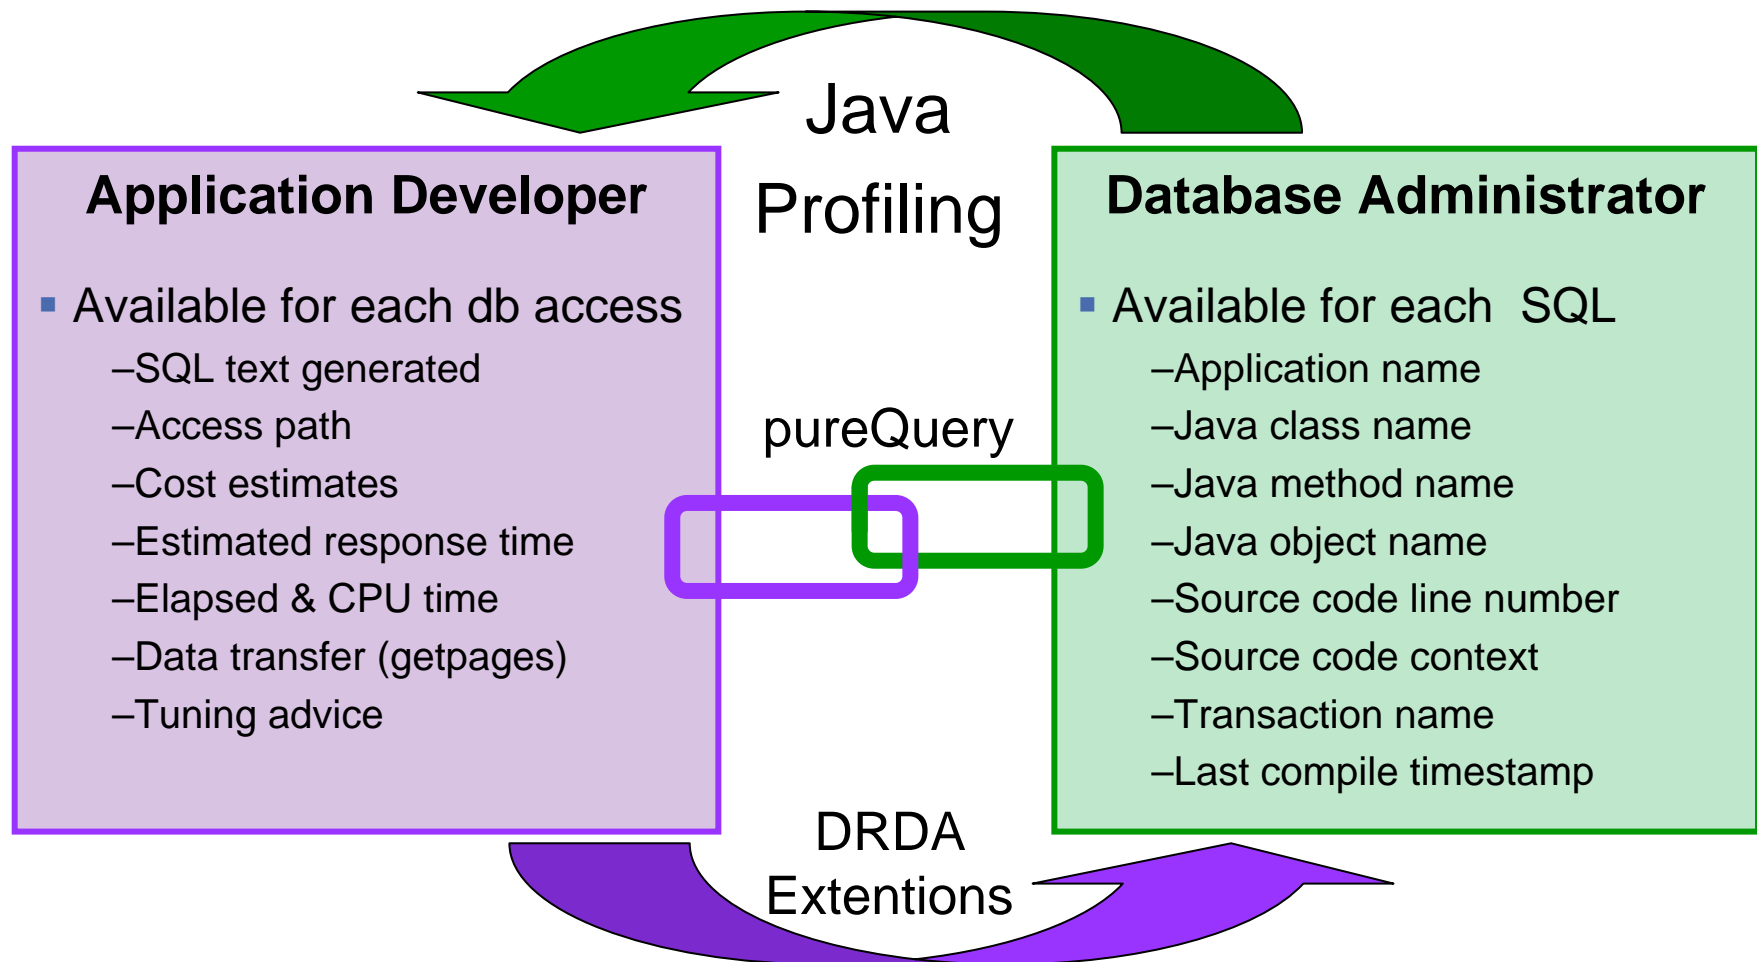 Java
Profiling
Application Developer
▪ Available for each db access
–SQL text generated
–Access path
–Cost estimates
–Estimated response time
–Elapsed & CPU time
–Data transfer (getpages)
–Tuning advice
pureQuery
Database Administrator
▪ Available for each  SQL
–Application name
–Java class name
–Java method name
–Java object name
–Source code line number
–Source code context
–Transaction name
–Last compile timestamp
DRDA
Extentions